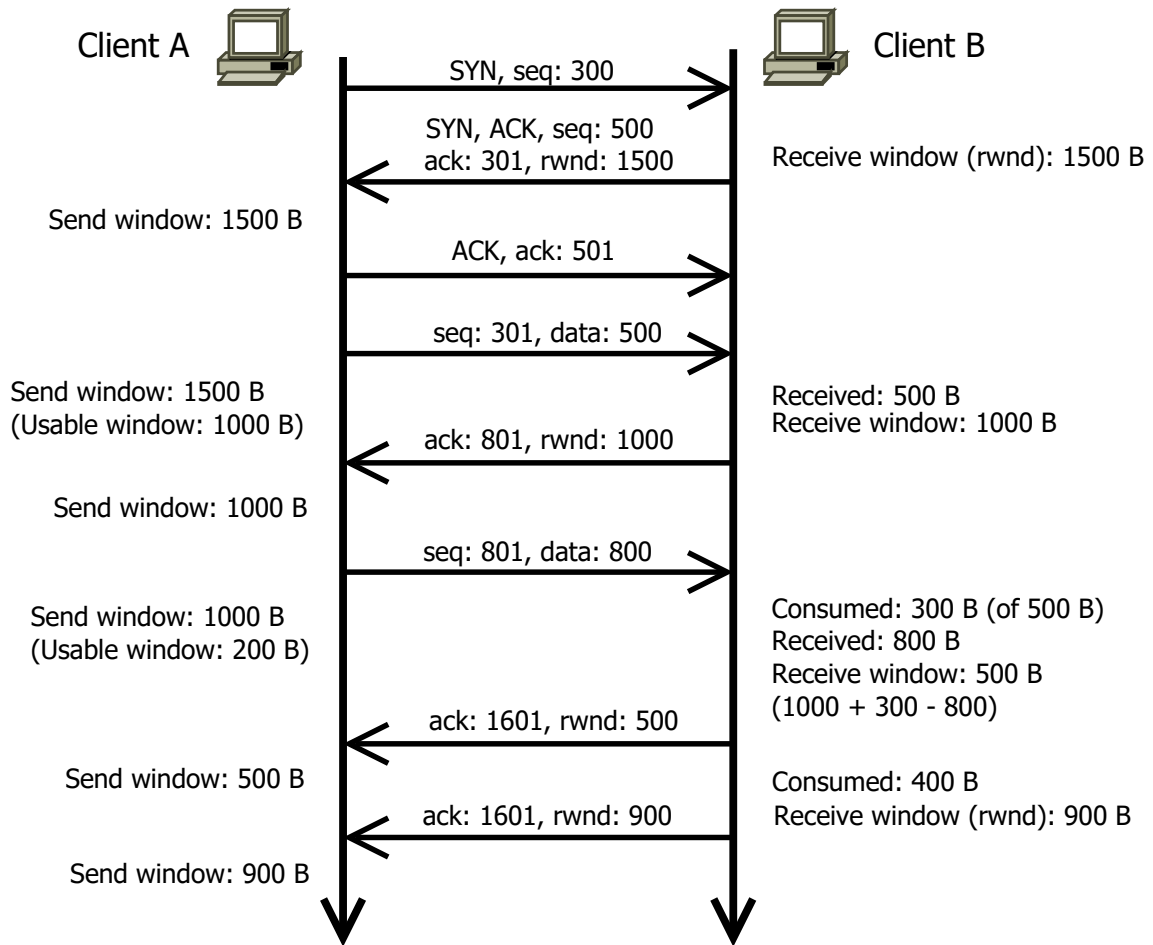 Client A
Client B
SYN, seq: 300
SYN, ACK, seq: 500
ack: 301, rwnd: 1500
Receive window (rwnd): 1500 B
Send window: 1500 B
ACK, ack: 501
seq: 301, data: 500
Send window: 1500 B
(Usable window: 1000 B)
Received: 500 B
Receive window: 1000 B
ack: 801, rwnd: 1000
Send window: 1000 B
seq: 801, data: 800
Send window: 1000 B
(Usable window: 200 B)
Consumed: 300 B (of 500 B)
Received: 800 B
Receive window: 500 B
(1000 + 300 - 800)
ack: 1601, rwnd: 500
Send window: 500 B
Consumed: 400 B
Receive window (rwnd): 900 B
ack: 1601, rwnd: 900
Send window: 900 B